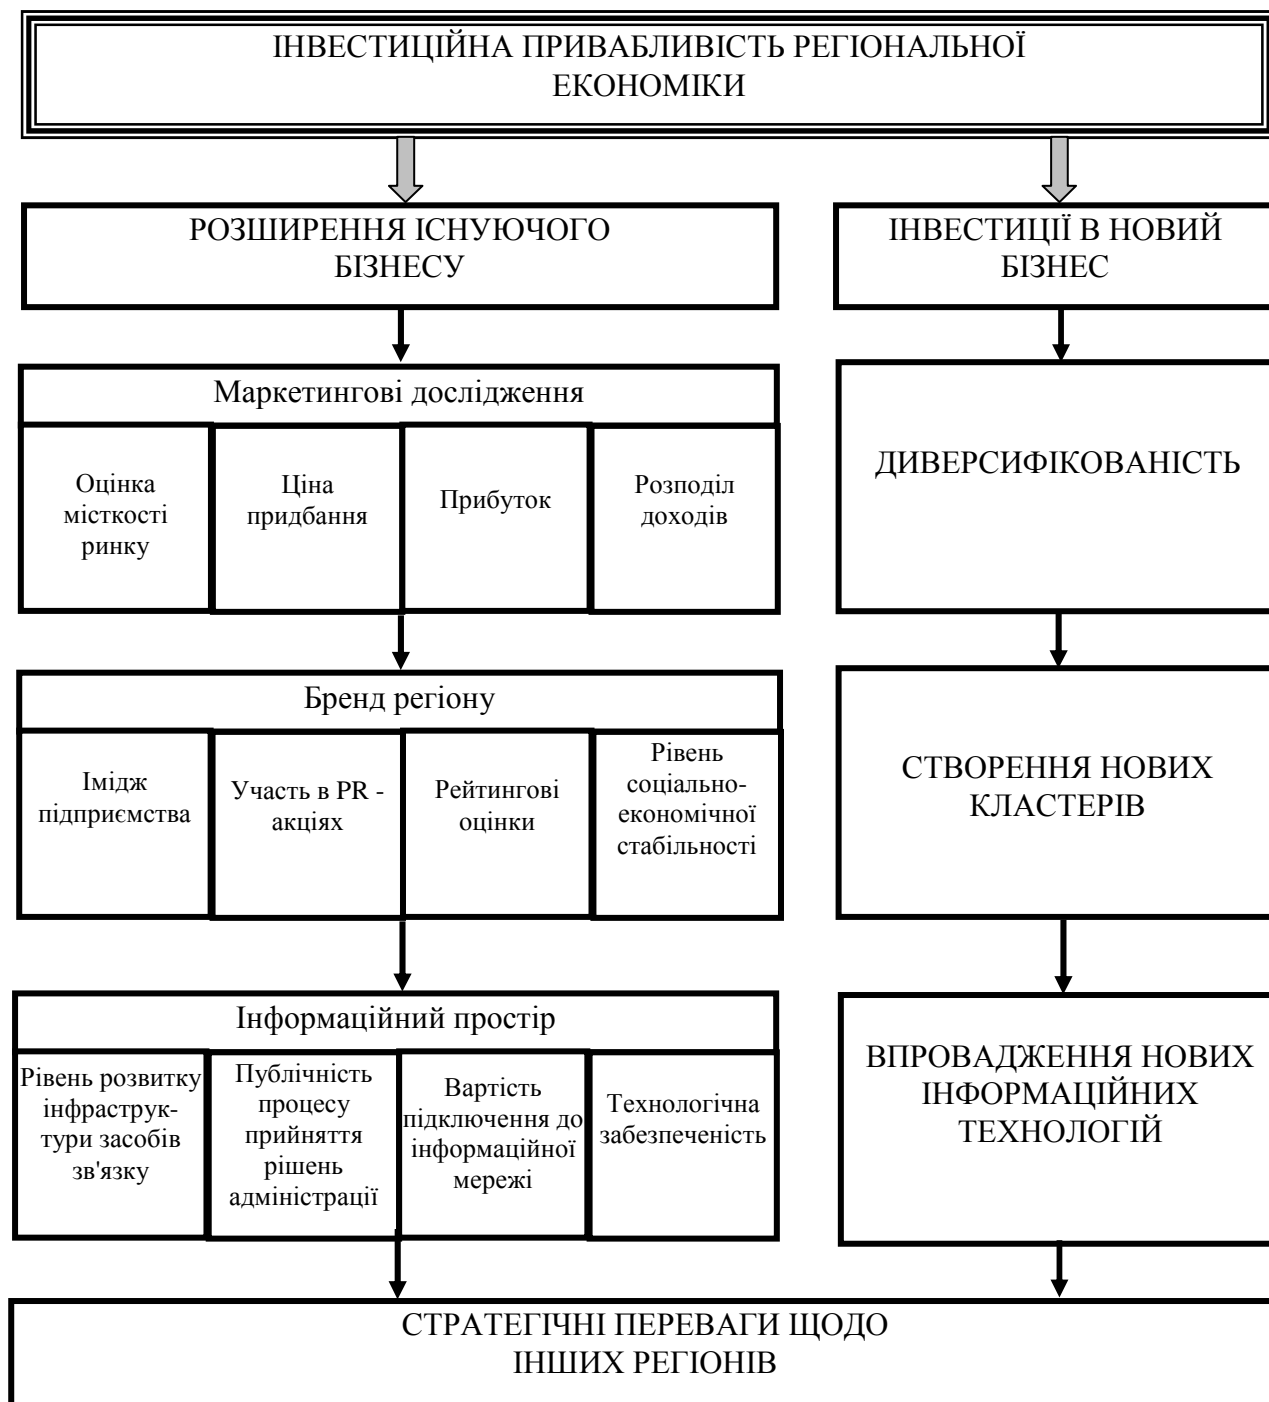 ІНВЕСТИЦІЙНА ПРИВАБЛИВІСТЬ РЕГІОНАЛЬНОЇ
ЕКОНОМІКИ
РОЗШИРЕННЯ ІСНУЮЧОГО
БІЗНЕСУ
ІНВЕСТИЦІЇ В НОВИЙ
БІЗНЕС
Маркетингові дослідження
Оцінка
місткості
ринку
Ціна
придбання
Прибуток
Розподіл
доходів
ДИВЕРСИФІКОВАНІСТЬ
Бренд регіону
Імідж
підприємства
Участь в PR -
акціях
Рейтингові
оцінки
Рівень
соціально-
економічної
стабільності
СТВОРЕННЯ НОВИХ
КЛАСТЕРІВ
Інформаційний простір
Рівень розвитку
інфраструк-
тури засобів
зв'язку
Публічність
процесу
прийняття
рішень
адміністрації
Вартість
підключення до
інформаційної
мережі
Технологічна
забезпеченість
ВПРОВАДЖЕННЯ НОВИХ
ІНФОРМАЦІЙНИХ
ТЕХНОЛОГІЙ
СТРАТЕГІЧНІ ПЕРЕВАГИ ЩОДО
ІНШИХ РЕГІОНІВ